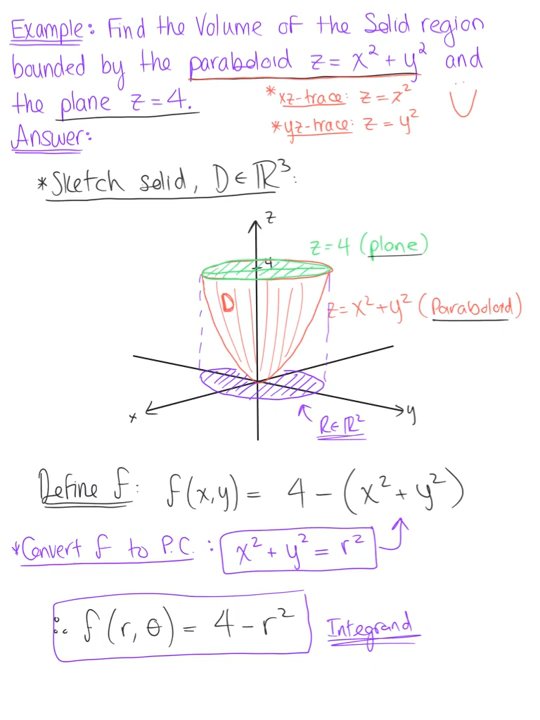 Example: Find the Volume of the Solid region
bounded by the paraboloid z = x² + y² and
the plane z = 4.
*xz-trace: z = x²
*yz-trace: z = y²
Answer:
*Sketch solid, D∈ℝ³:
z
4
z = 4 (plane)
D
z = x² + y² (Paraboloid)
x
y
R∈ℝ²
Define f: f(x,y) = 4 − (x² + y²)
*Convert f to P.C.: x² + y² = r²
∴ f(r, θ) = 4 − r² Integrand